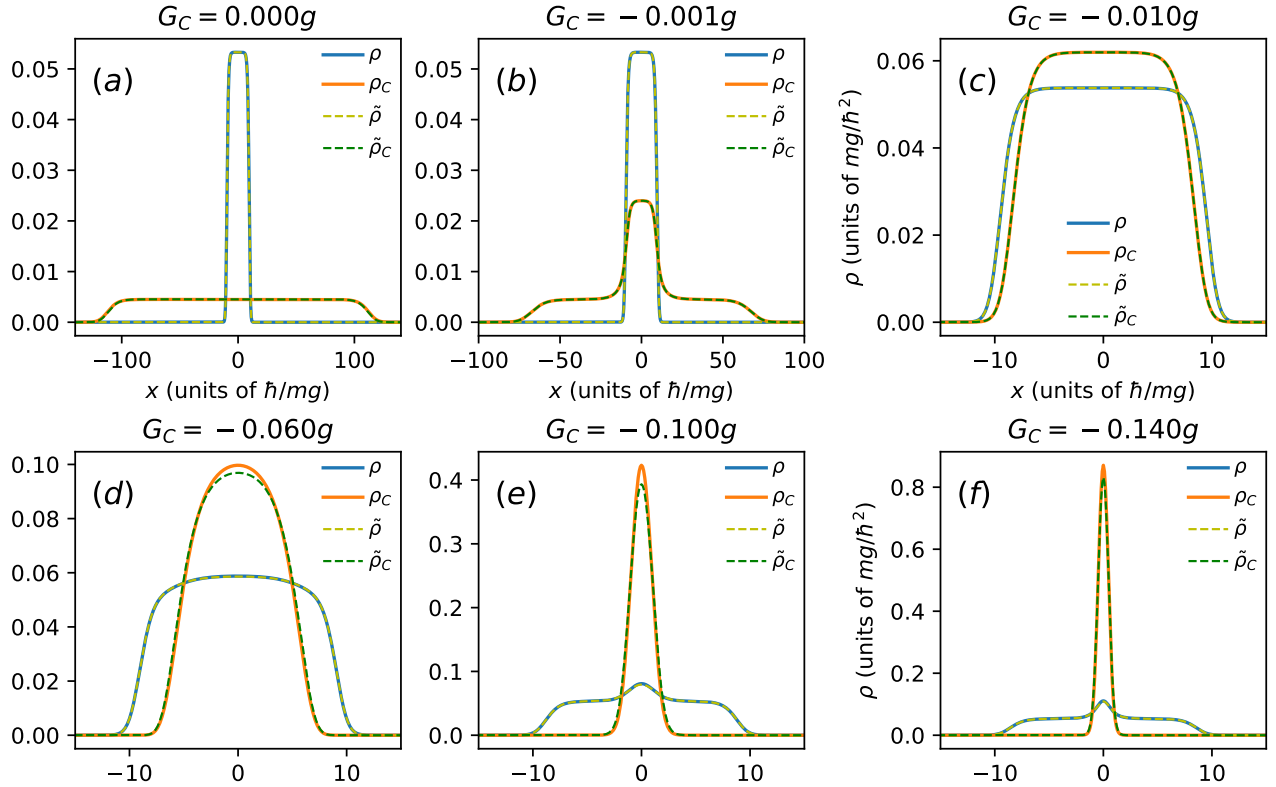 G_C = 0.000g
(a)
ρ
ρ_C
ρ̃
ρ̃_C
0.05
0.04
0.03
0.02
0.01
0.00
−100 0 100
x (units of ħ/mg)
G_C = −0.001g
(b)
ρ
ρ_C
ρ̃
ρ̃_C
0.05
0.04
0.03
0.02
0.01
0.00
−100 −50 0 50 100
x (units of ħ/mg)
G_C = −0.010g
(c)
ρ (units of mg/ħ²)
0.06
0.04
0.02
0.00
ρ
ρ_C
ρ̃
ρ̃_C
−10 0 10
x (units of ħ/mg)
G_C = −0.060g
(d)
ρ
ρ_C
ρ̃
ρ̃_C
0.10
0.08
0.06
0.04
0.02
0.00
−10 0 10
G_C = −0.100g
(e)
ρ
ρ_C
ρ̃
ρ̃_C
0.4
0.3
0.2
0.1
0.0
−10 0 10
G_C = −0.140g
(f)
ρ (units of mg/ħ²)
ρ
ρ_C
ρ̃
ρ̃_C
0.8
0.6
0.4
0.2
0.0
−10 0 10